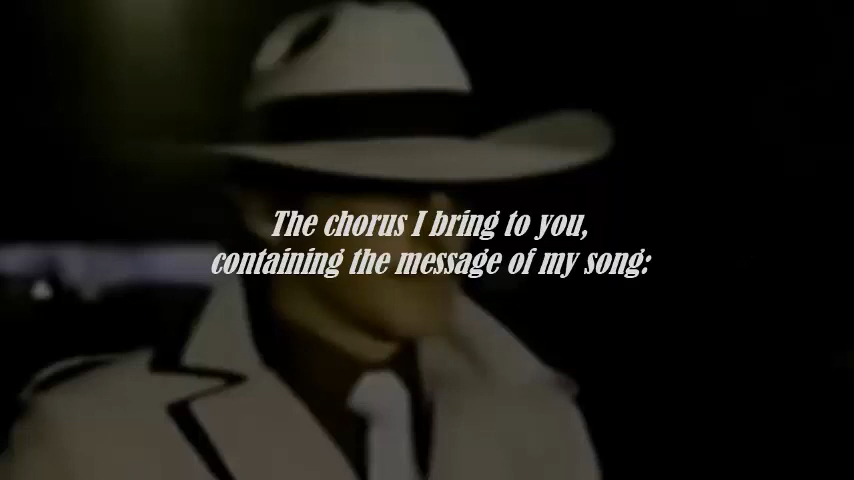 The chorus I bring to you,
containing the message of my song: